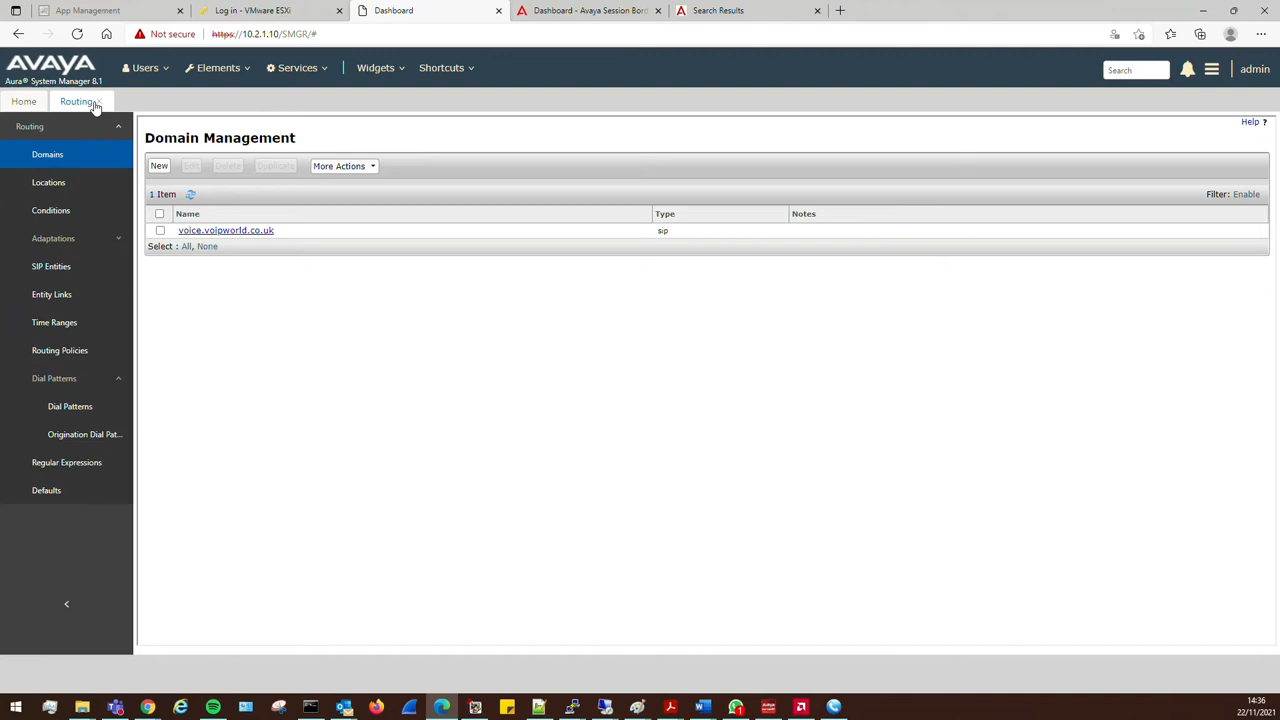 App Management
Log in - VMware ESXi
Dashboard
Dashboard - Avaya Session Bord
Search Results
Not secure
https://10.2.1.10/SMGR/#
AVAYA
Aura® System Manager 8.1
Users
Elements
Services
Widgets
Shortcuts
Search
admin
Home
Routing
Help ?
Routing
Domains
Locations
Conditions
Adaptations
SIP Entities
Entity Links
Time Ranges
Routing Policies
Dial Patterns
Dial Patterns
Origination Dial Pat...
Regular Expressions
Defaults
Domain Management
New
Edit
Delete
Duplicate
More Actions
1 Item
Filter: Enable
Name
Type
Notes
voice.voipworld.co.uk
sip
Select : All, None
14:36
22/11/2021